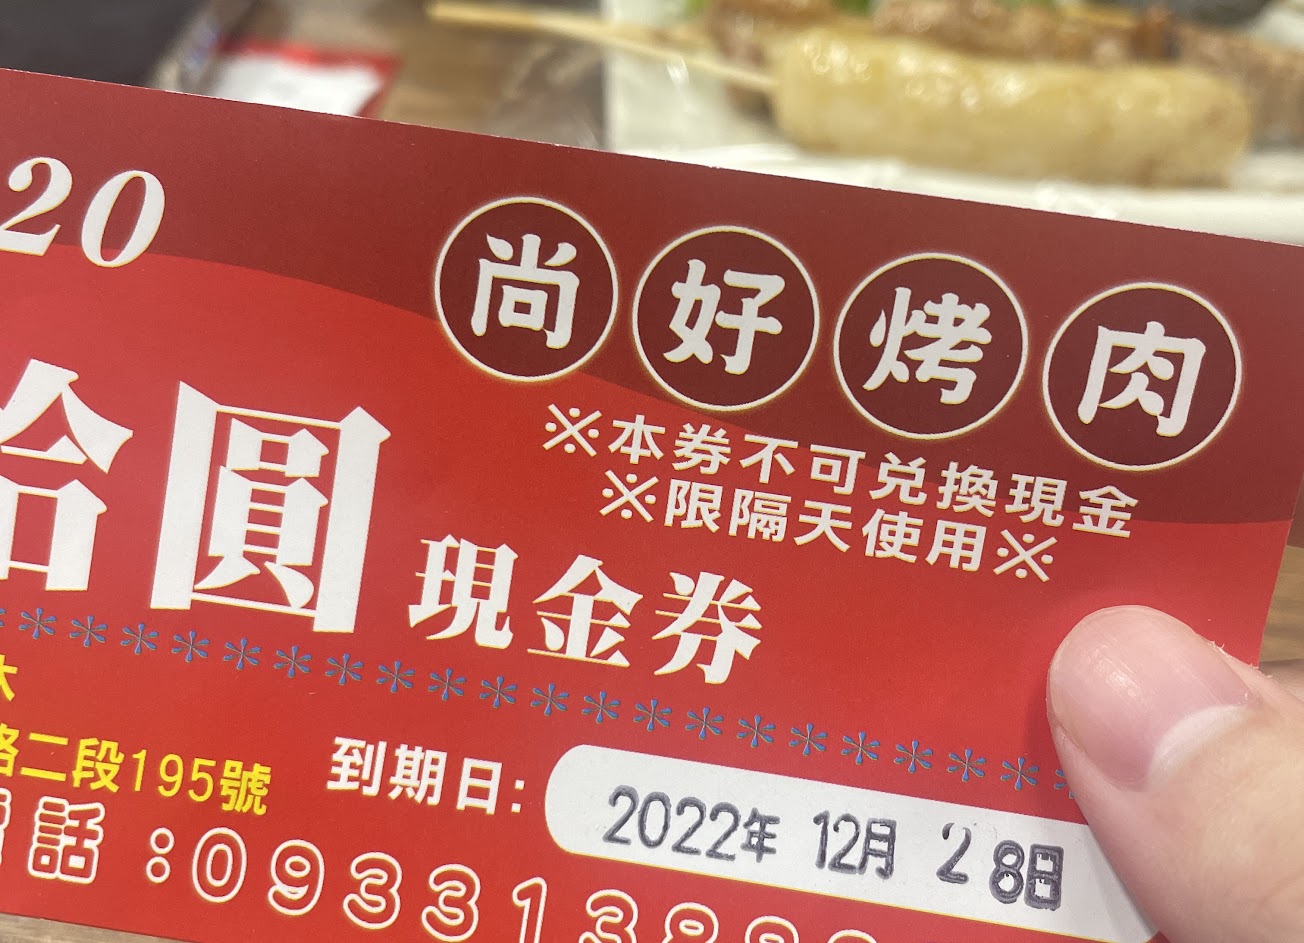 20
尚好烤肉
※本券不可兌換現金
※限隔天使用※
拾圓現金券
路二段195號
到期日:2022年 12月 28日
電話:0933138